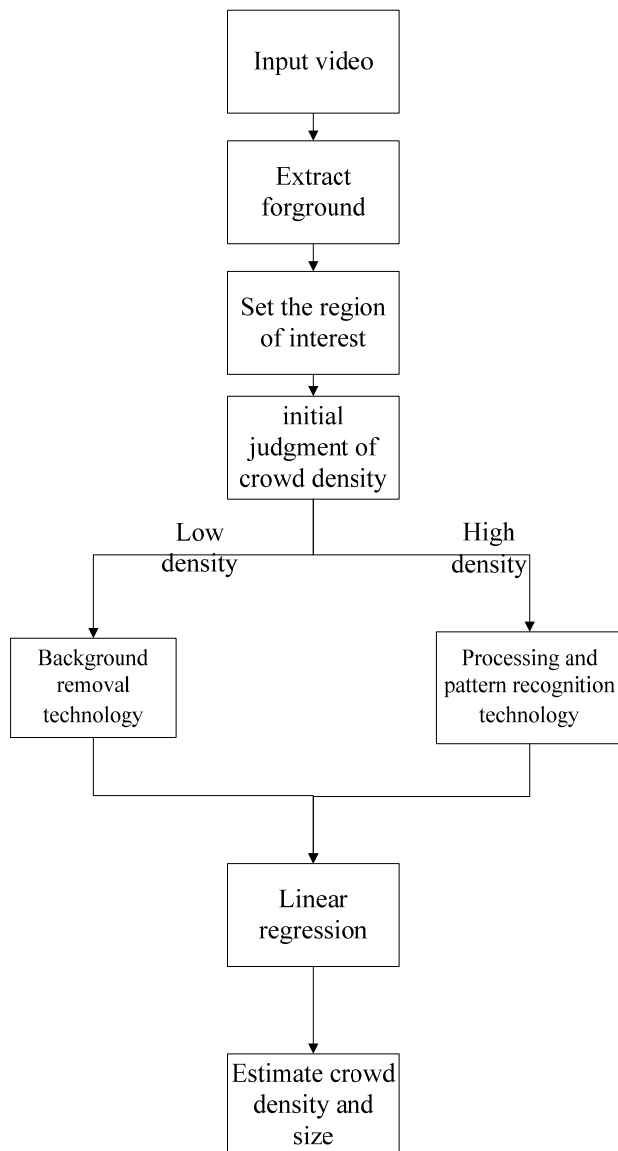 Input video
Extract
forground
Set the region
of interest
initial
judgment of
crowd density
Low
density
High
density
Background
removal
technology
Processing and
pattern recognition
technology
Linear
regression
Estimate crowd
density and
size